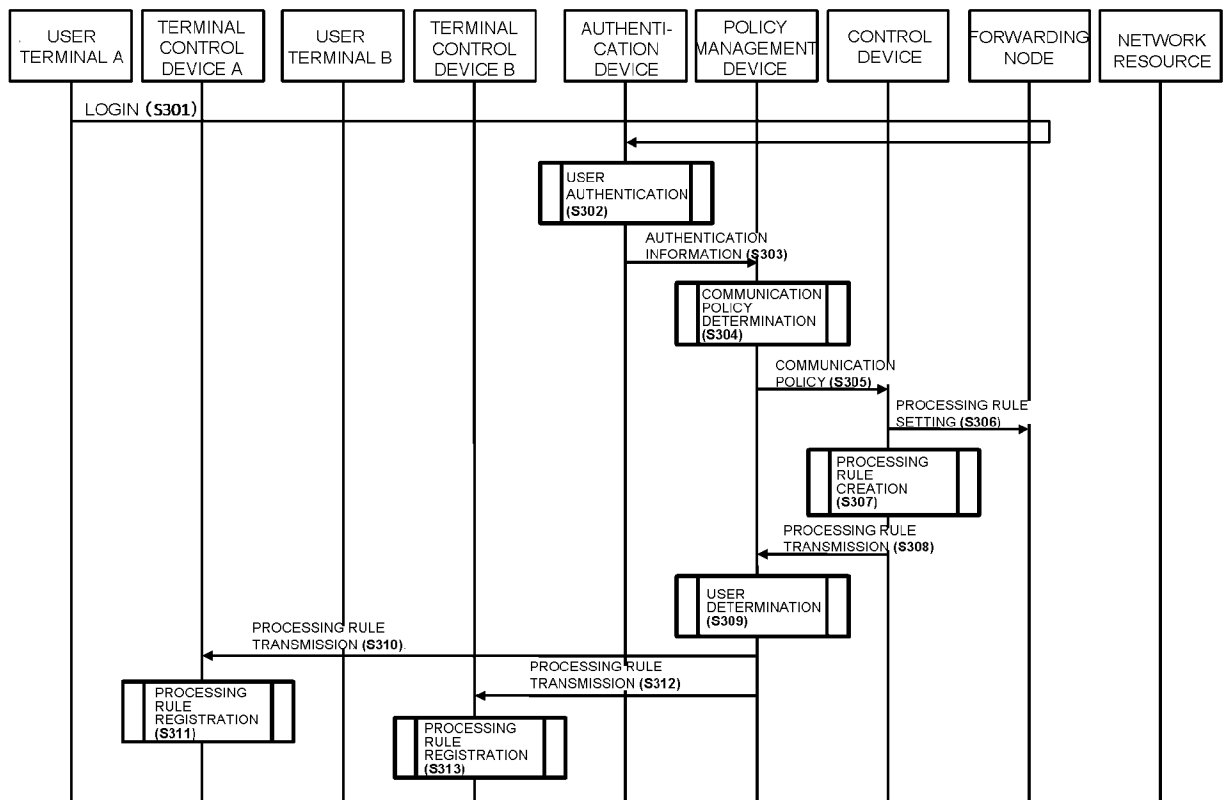 USER
TERMINAL A
TERMINAL
CONTROL
DEVICE A
USER
TERMINAL B
TERMINAL
CONTROL
DEVICE B
AUTHENTI-
CATION
DEVICE
POLICY
MANAGEMENT
DEVICE
CONTROL
DEVICE
FORWARDING
NODE
NETWORK
RESOURCE
LOGIN (S301)
USER
AUTHENTICATION
(S302)
AUTHENTICATION
INFORMATION (S303)
COMMUNICATION
POLICY
DETERMINATION
(S304)
COMMUNICATION
POLICY (S305)
PROCESSING RULE
SETTING (S306)
PROCESSING
RULE
CREATION
(S307)
PROCESSING RULE
TRANSMISSION (S308)
USER
DETERMINATION
(S309)
PROCESSING RULE
TRANSMISSION (S310).
PROCESSING RULE
TRANSMISSION (S312)
PROCESSING
RULE
REGISTRATION
(S311)
PROCESSING
RULE
REGISTRATION
(S313)